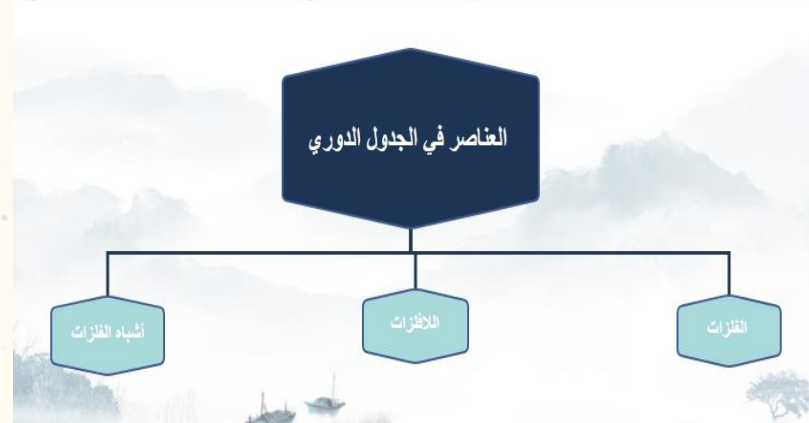 العناصر في الجدول الدوري
الفلزات
اللافلزات
أشباه الفلزات